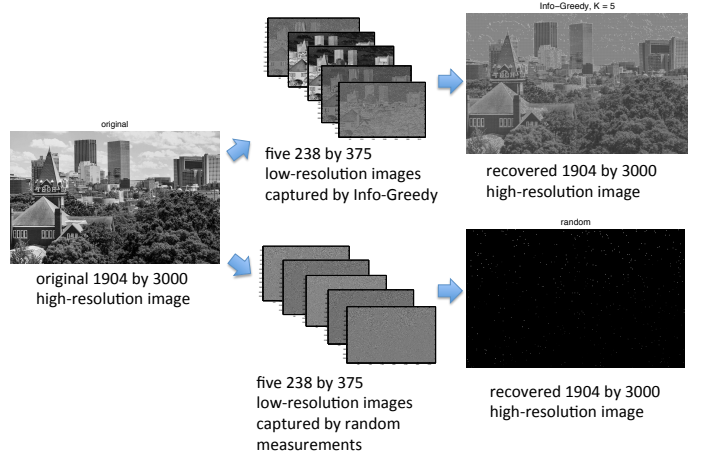 original
original 1904 by 3000
high-resolution image
five 238 by 375
low-resolution images
captured by Info-Greedy
Info-Greedy, K = 5
recovered 1904 by 3000
high-resolution image
five 238 by 375
low-resolution images
captured by random
measurements
random
recovered 1904 by 3000
high-resolution image